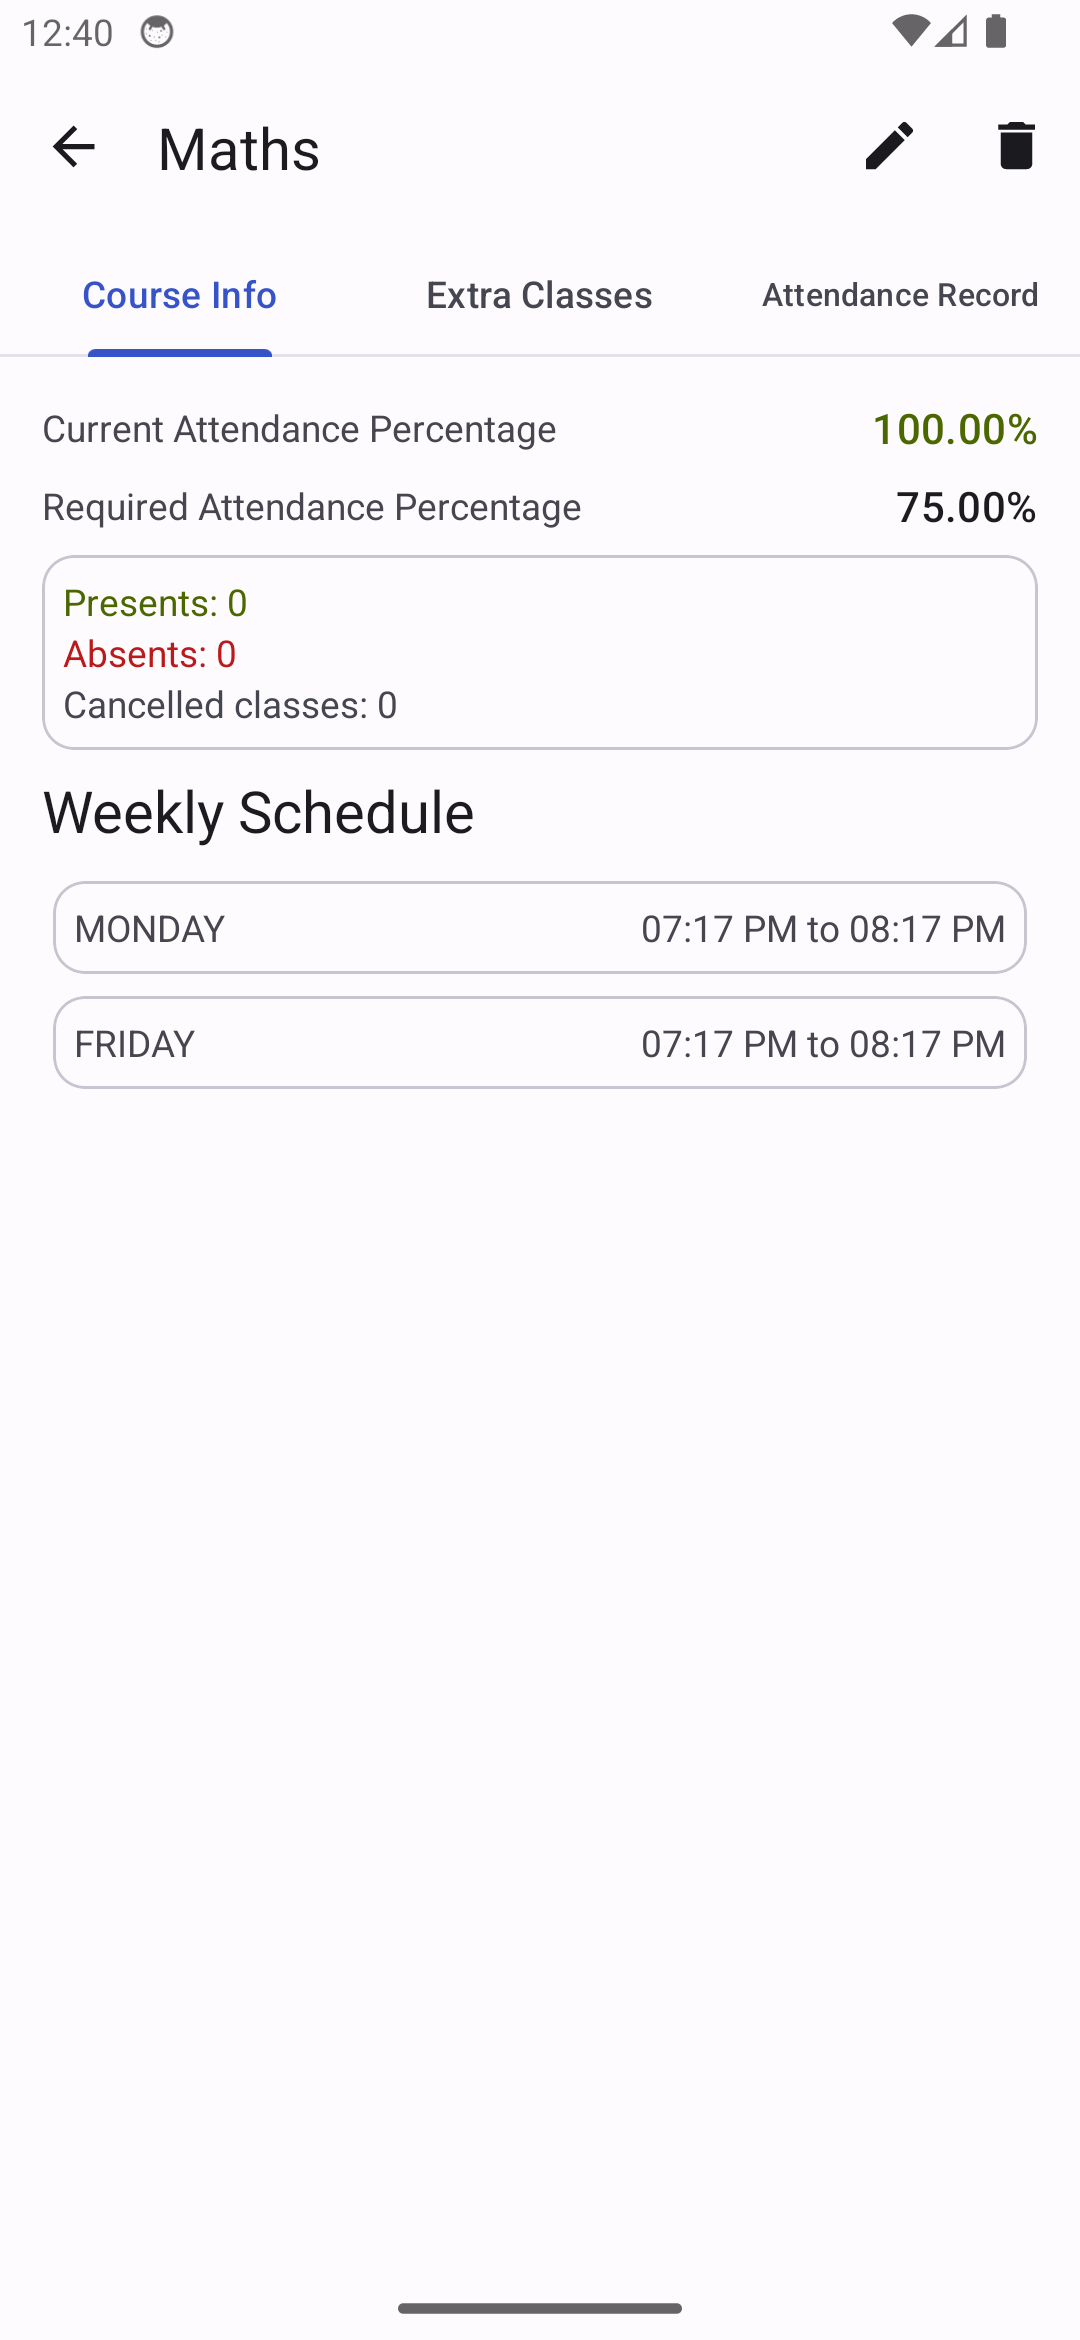 12:40
Maths
Course Info
Extra Classes
Attendance Record
Current Attendance Percentage 100.00%
Required Attendance Percentage 75.00%
Presents: 0
Absents: 0
Cancelled classes: 0
Weekly Schedule
MONDAY 07:17 PM to 08:17 PM
FRIDAY 07:17 PM to 08:17 PM